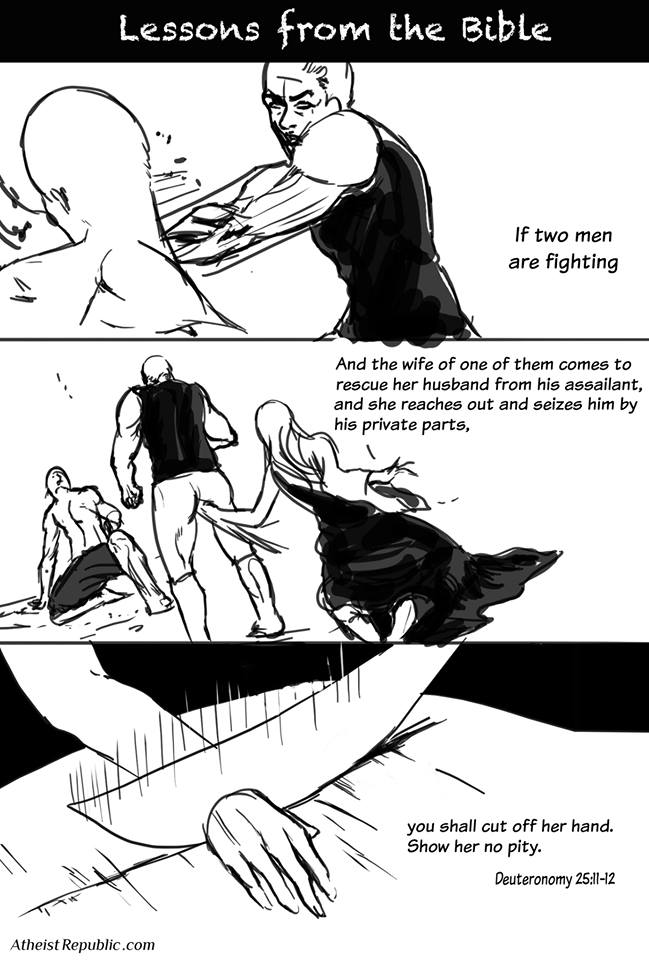 Lessons from the Bible
If two men
are fighting
And the wife of one of them comes to
rescue her husband from his assailant,
and she reaches out and seizes him by
his private parts,
you shall cut off her hand.
Show her no pity.
Deuteronomy 25:11-12
Atheist Republic.com